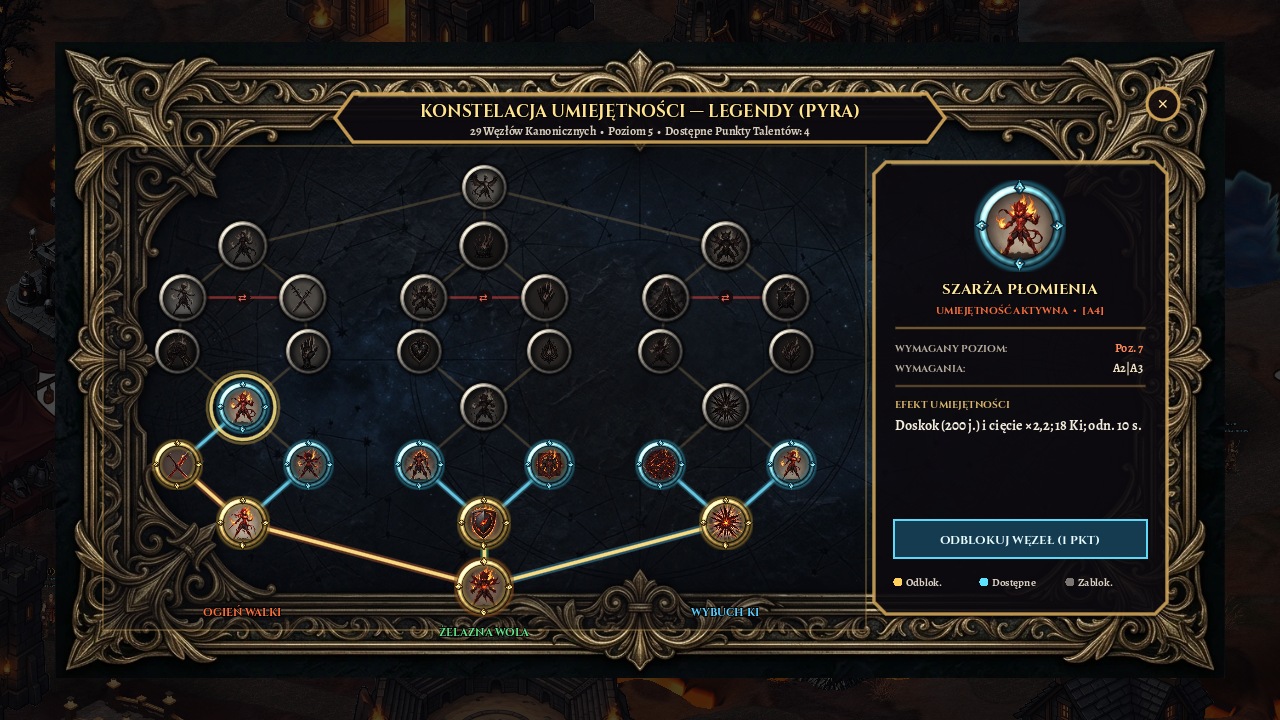 KONSTELACJA UMIEJĘTNOŚCI — LEGENDY (PYRA)
29 Węzłów Kanonicznych • Poziom 5 • Dostępne Punkty Talentów: 4
×
SZARŻA PŁOMIENIA
UMIEJĘTNOŚĆ AKTYWNA • [A4]
WYMAGANY POZIOM: Poz. 7
WYMAGANIA: A2|A3
EFEKT UMIEJĘTNOŚCI
Doskok (200 j.) i cięcie ×2,2; 18 Ki; odn. 10 s.
ODBLOKUJ WĘZEŁ (1 PKT)
Odblok. Dostępne Zablok.
OGIEŃ WALKI
WYBUCH KI
ŻELAZNA WOLA